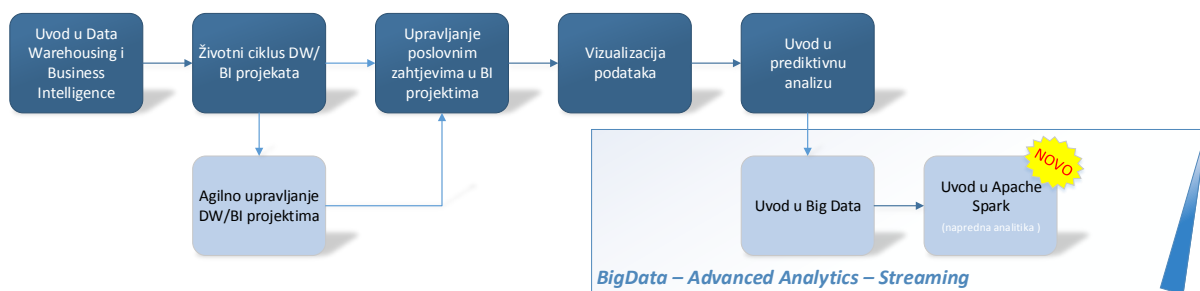 Uvod u Data
Warehousing i
Business
Intelligence
Životni ciklus DW/
BI projekata
Upravljanje
poslovnim
zahtjevima u BI
projektima
Vizualizacija
podataka
Uvod u
prediktivnu
analizu
Agilno upravljanje
DW/BI projektima
Uvod u Big Data
Uvod u Apache
Spark
(napredna analitika )
NOVO
BigData – Advanced Analytics – Streaming